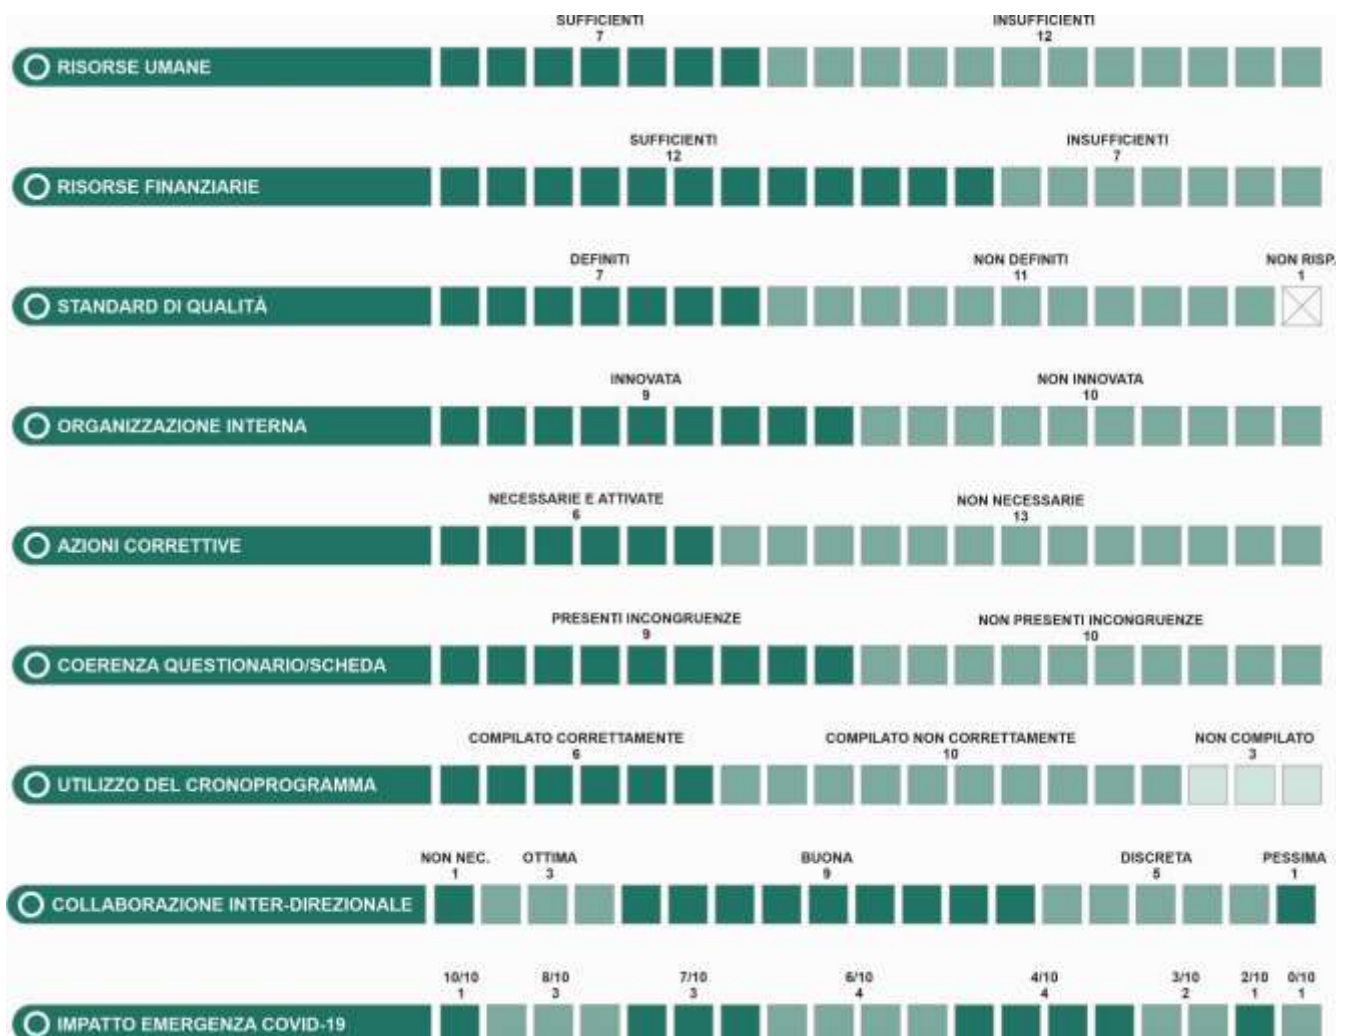 SUFFICIENTI INSUFFICIENTI
7 12
RISORSE UMANE
SUFFICIENTI INSUFFICIENTI
12 7
RISORSE FINANZIARIE
DEFINITI NON DEFINITI NON RISP.
7 11 1
STANDARD DI QUALITÀ
INNOVATA NON INNOVATA
9 10
ORGANIZZAZIONE INTERNA
NECESSARIE E ATTIVATE NON NECESSARIE
6 13
AZIONI CORRETTIVE
PRESENTI INCONGRUENZE NON PRESENTI INCONGRUENZE
9 10
COERENZA QUESTIONARIO/SCHEDA
COMPILATO CORRETTAMENTE COMPILATO NON CORRETTAMENTE NON COMPILATO
6 10 3
UTILIZZO DEL CRONOPROGRAMMA
NON NEC. OTTIMA BUONA DISCRETA PESSIMA
1 3 9 5 1
COLLABORAZIONE INTER-DIREZIONALE
10/10 8/10 7/10 6/10 4/10 3/10 2/10 0/10
1 3 3 4 4 2 1 1
IMPATTO EMERGENZA COVID-19